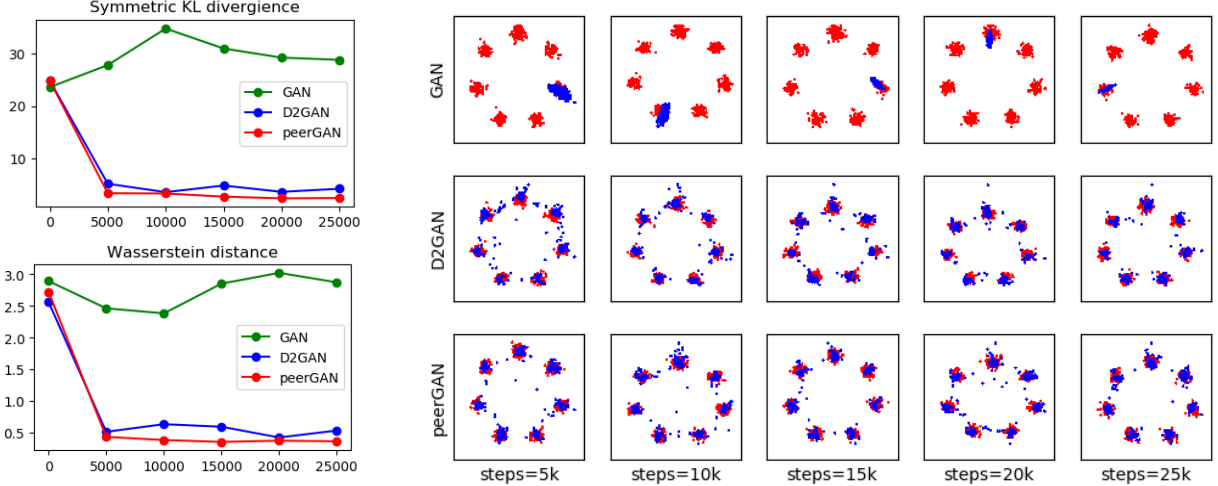 Symmetric KL divergience
30
20
10
GAN
D2GAN
peerGAN
0 5000 10000 15000 20000 25000
Wasserstein distance
3.0
2.5
2.0
1.5
1.0
0.5
GAN
D2GAN
peerGAN
0 5000 10000 15000 20000 25000
GAN
D2GAN
peerGAN
steps=5k steps=10k steps=15k steps=20k steps=25k